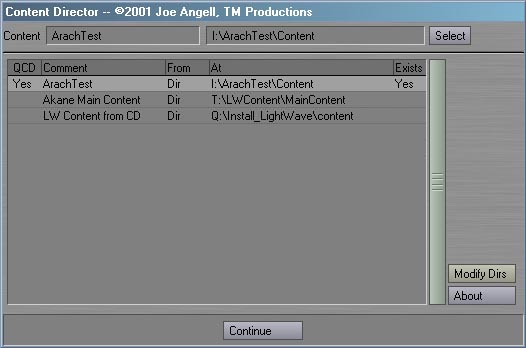 Content Director -- ©2001 Joe Angell, TM Productions
Content ArachTest I:\ArachTest\Content Select
QCD Comment From At Exists
Yes ArachTest Dir I:\ArachTest\Content Yes
Akane Main Content Dir T:\LWContent\MainContent
LW Content from CD Dir Q:\Install_LightWave\content
Modify Dirs
About
Continue